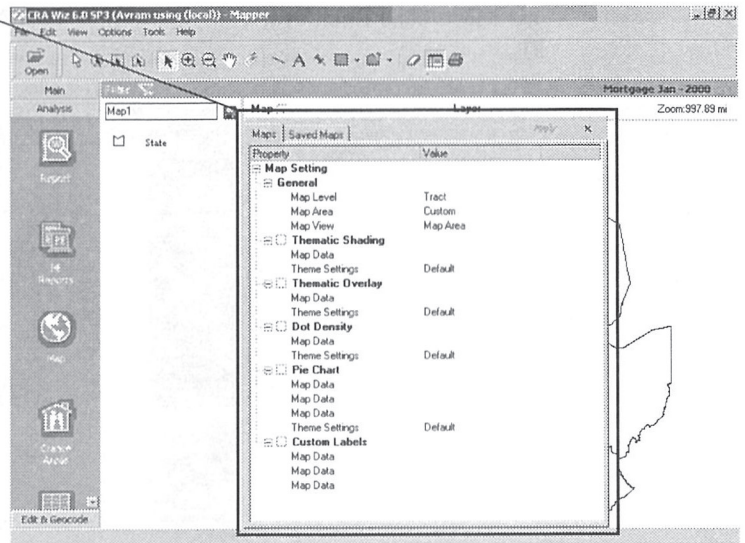 CRA Wiz 6.0 SP3 (Avram using (local)) - Mapper
File Edit View Options Tools Help
Open
Main
Mortgage Jan - 2000
Analysis
Map1
Map
Layer
Zoom:997.89 mi
State
Maps
Saved Maps
Apply
Property Value
Map Setting
General
Map Level Tract
Map Area Custom
Map View Map Area
Thematic Shading
Map Data
Theme Settings Default
Thematic Overlay
Map Data
Theme Settings Default
Dot Density
Map Data
Theme Settings Default
Pie Chart
Map Data
Map Data
Map Data
Theme Settings Default
Custom Labels
Map Data
Map Data
Map Data
Report
Reports
Map
Edit & Geocode